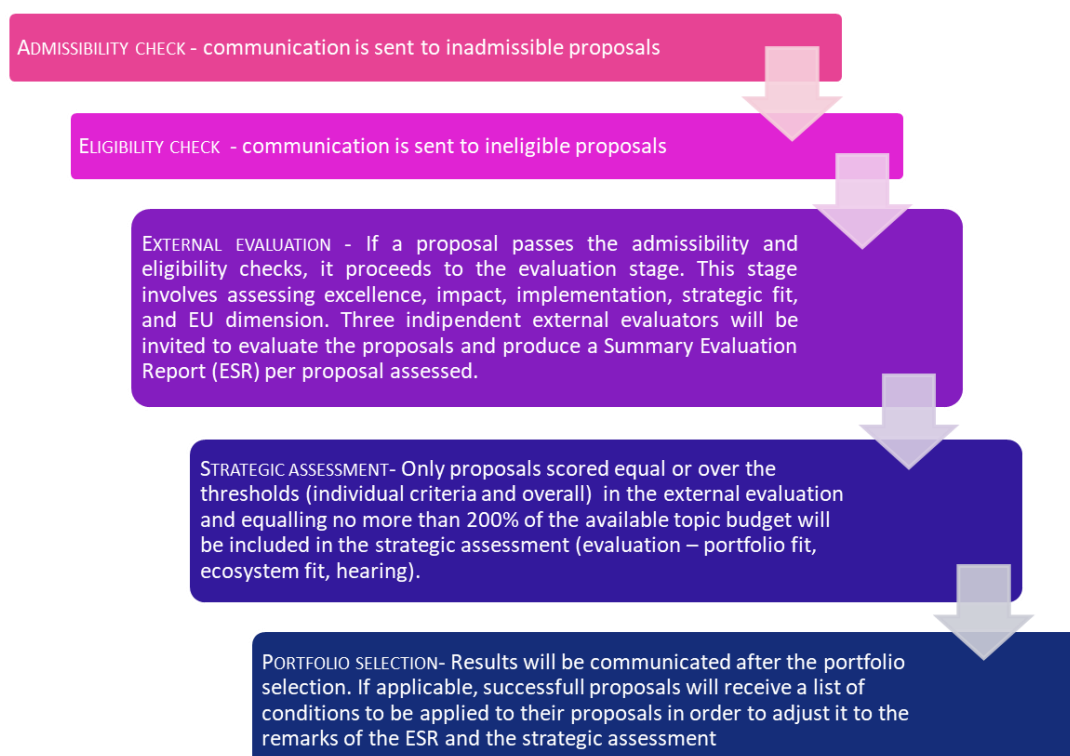 ADMISSIBILITY CHECK - communication is sent to inadmissible proposals
ELIGIBILITY CHECK - communication is sent to ineligible proposals
EXTERNAL EVALUATION - If a proposal passes the admissibility and
eligibility checks, it proceeds to the evaluation stage. This stage
involves assessing excellence, impact, implementation, strategic fit,
and EU dimension. Three indipendent external evaluators will be
invited to evaluate the proposals and produce a Summary Evaluation
Report (ESR) per proposal assessed.
STRATEGIC ASSESSMENT- Only proposals scored equal or over the
thresholds (individual criteria and overall) in the external evaluation
and equalling no more than 200% of the available topic budget will
be included in the strategic assessment (evaluation – portfolio fit,
ecosystem fit, hearing).
PORTFOLIO SELECTION- Results will be communicated after the portfolio
selection. If applicable, successfull proposals will receive a list of
conditions to be applied to their proposals in order to adjust it to the
remarks of the ESR and the strategic assessment